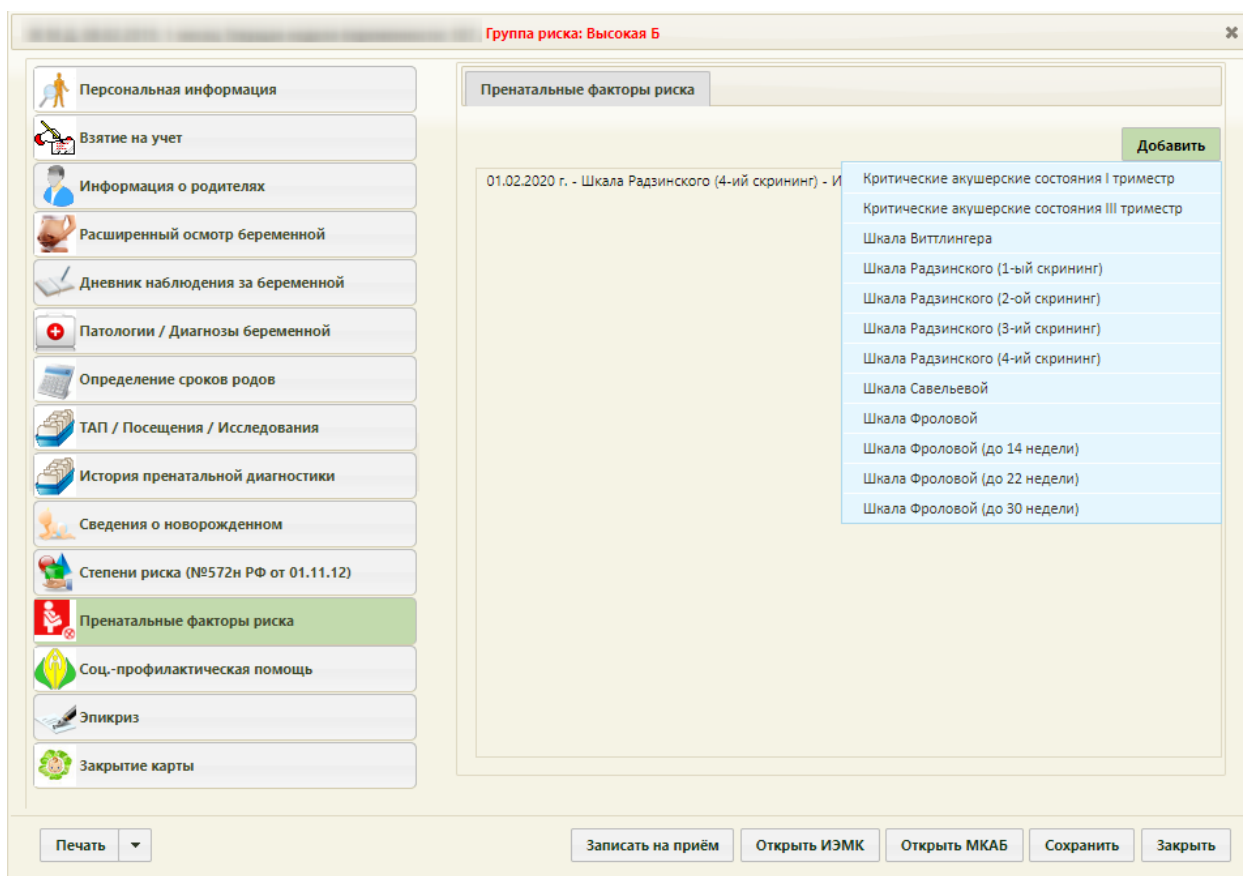 Группа риска: Высокая Б
Персональная информация
Взятие на учет
Информация о родителях
Расширенный осмотр беременной
Дневник наблюдения за беременной
Патологии / Диагнозы беременной
Определение сроков родов
ТАП / Посещения / Исследования
История пренатальной диагностики
Сведения о новорожденном
Степени риска (№572н РФ от 01.11.12)
Пренатальные факторы риска
Соц.-профилактическая помощь
Эпикриз
Закрытие карты
Пренатальные факторы риска
Добавить
01.02.2020 г. - Шкала Радзинского (4-ий скрининг) - И
Критические акушерские состояния I триместр
Критические акушерские состояния III триместр
Шкала Виттлингера
Шкала Радзинского (1-ый скрининг)
Шкала Радзинского (2-ой скрининг)
Шкала Радзинского (3-ий скрининг)
Шкала Радзинского (4-ий скрининг)
Шкала Савельевой
Шкала Фроловой
Шкала Фроловой (до 14 недели)
Шкала Фроловой (до 22 недели)
Шкала Фроловой (до 30 недели)
Печать
Записать на приём
Открыть ИЭМК
Открыть МКАБ
Сохранить
Закрыть